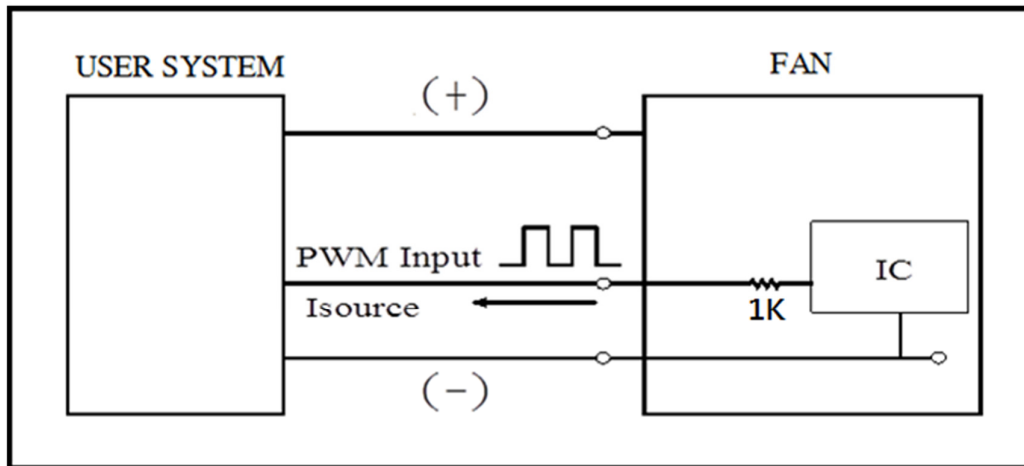 USER SYSTEM
FAN
(+)
PWM Input
IC
Isource
1K
(-)